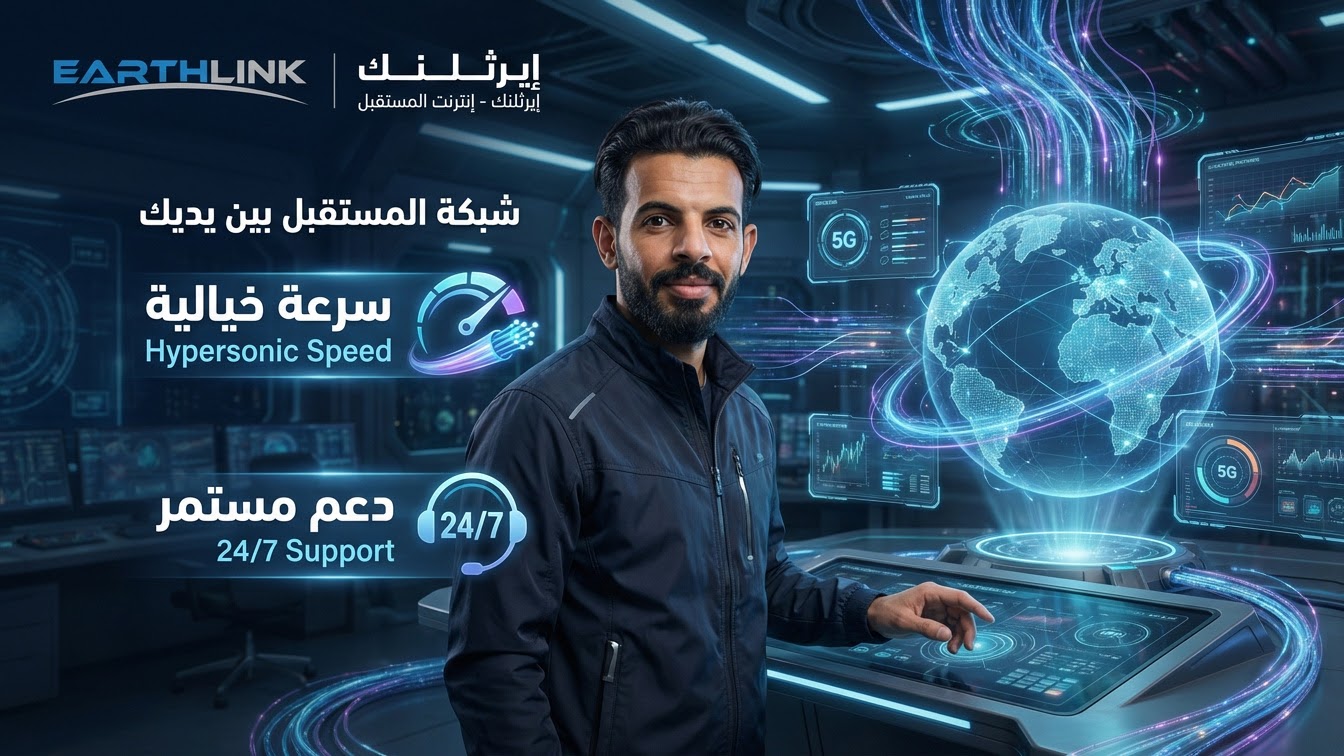 EARTHLINK
إيرثلنك
إيرثلنك - إنترنت المستقبل
شبكة المستقبل بين يديك
سرعة خيالية
Hypersonic Speed
دعم مستمر
24/7 Support
24/7
5G
5G